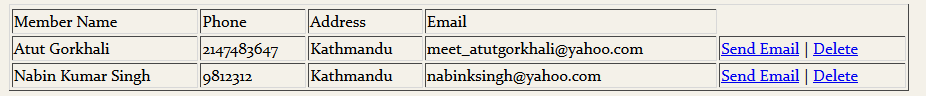 Member Name Phone Address Email
Atut Gorkhali 2147483647 Kathmandu meet_atutgorkhali@yahoo.com Send Email | Delete
Nabin Kumar Singh 9812312 Kathmandu nabinksingh@yahoo.com Send Email | Delete